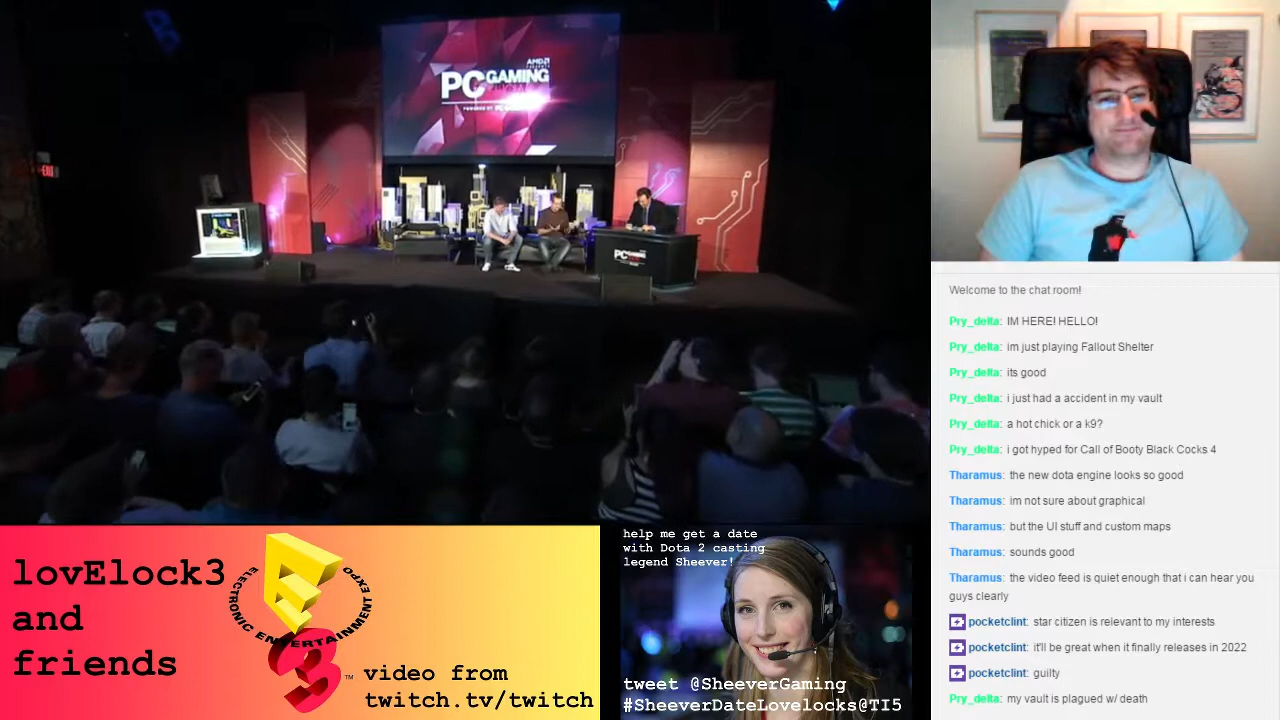 AMD
PRESENTS
PC GAMING
EXIT
PC GAMING
Welcome to the chat room!
Pry_delta: IM HERE! HELLO!
Pry_delta: im just playing Fallout Shelter
Pry_delta: its good
Pry_delta: i just had a accident in my vault
Pry_delta: a hot chick or a k9?
Pry_delta: i got hyped for Call of Booty Black Cocks 4
Tharamus: the new dota engine looks so good
Tharamus: im not sure about graphical
Tharamus: but the UI stuff and custom maps
Tharamus: sounds good
Tharamus: the video feed is quiet enough that i can hear you
guys clearly
pocketclint: star citizen is relevant to my interests
pocketclint: it'll be great when it finally releases in 2022
pocketclint: guilty
Pry_delta: my vault is plagued w/ death
lovElock3
and
friends
E3
ELECTRONIC ENTERTAINMENT EXPO
TM
video from
twitch.tv/twitch
help me get a date
with Dota 2 casting
legend Sheever!
tweet @SheeverGaming
#SheeverDateLovelocks@TI5